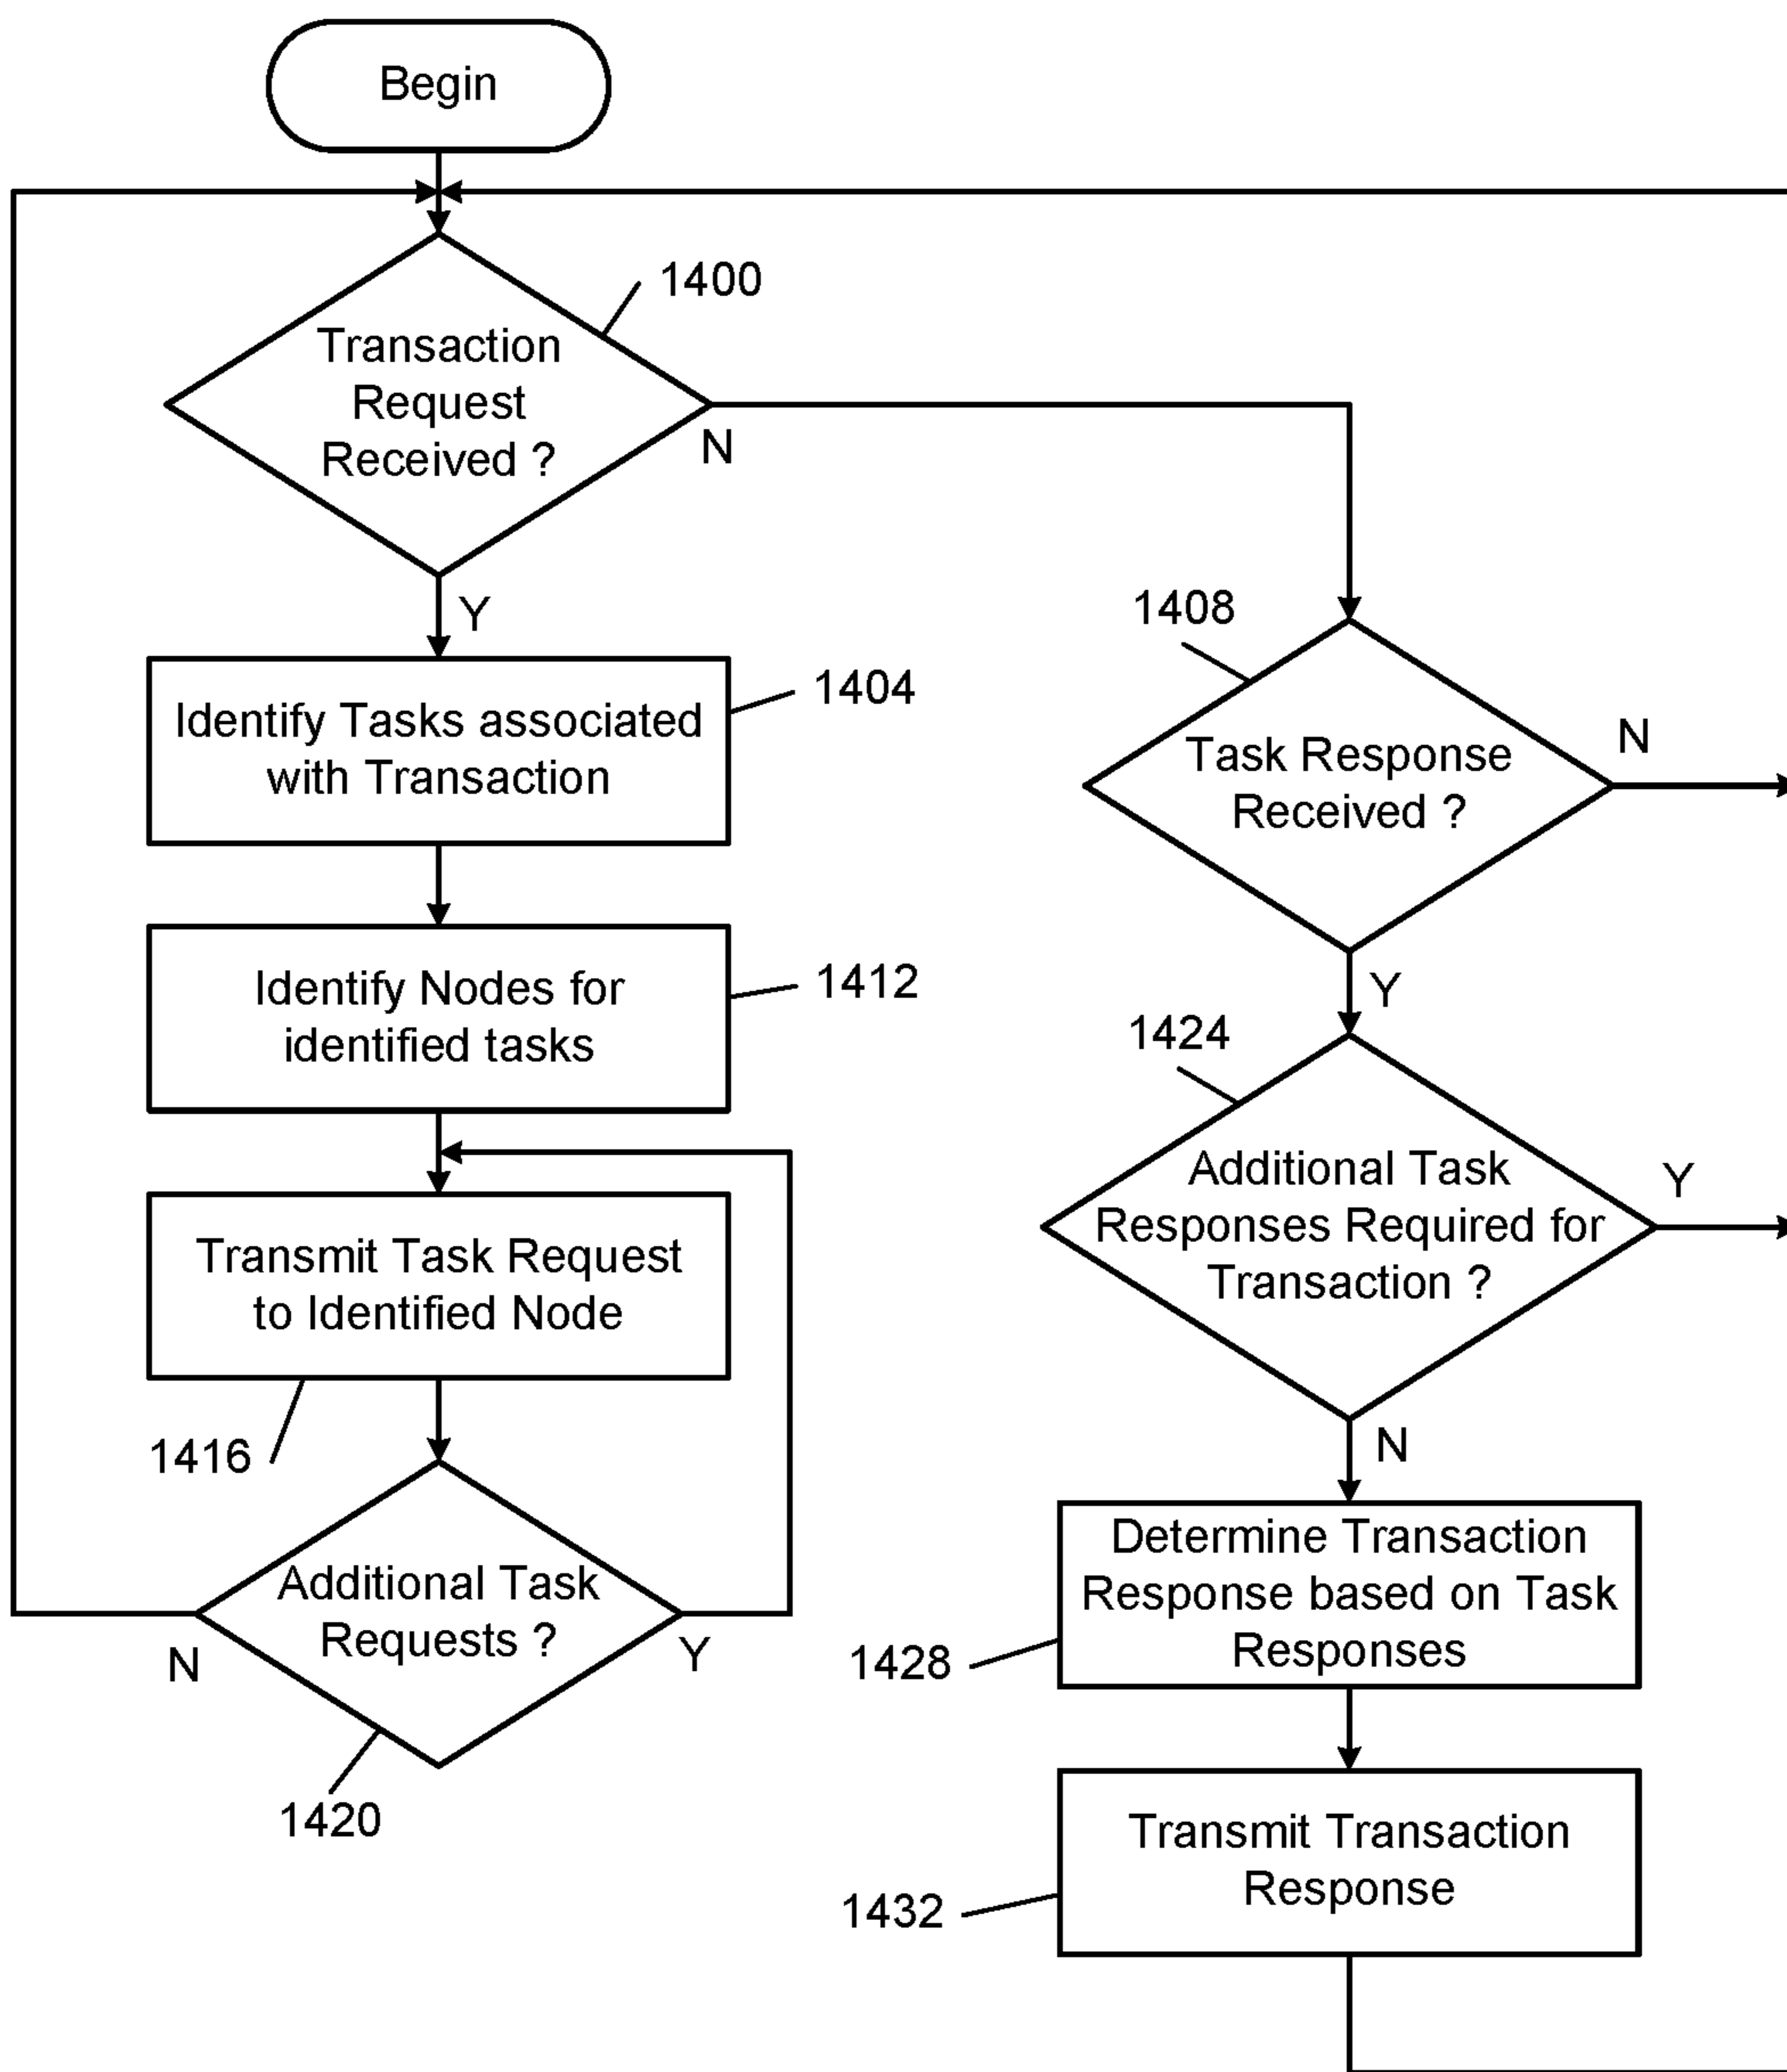 Begin
1400
Transaction
Request
Received ?
N
Y
1404
Identify Tasks associated
with Transaction
1412
Identify Nodes for
identified tasks
Transmit Task Request
to Identified Node
1416
Additional Task
Requests ?
N
Y
1420
1408
Task Response
Received ?
N
Y
1424
Additional Task
Responses Required for
Transaction ?
Y
N
Determine Transaction
Response based on Task
Responses
1428
Transmit Transaction
Response
1432